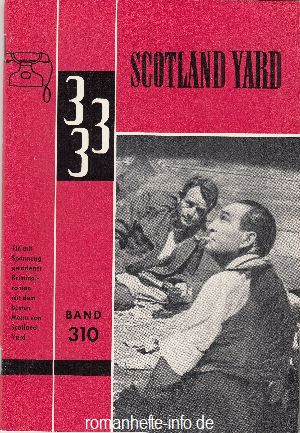 SCOTLAND YARD
3
3
3
Ein mit
Spannung
geladener
Kriminal-
roman
mit dem
besten
Mann von
Scotland
Yard
BAND
310
romanhefte-info.de